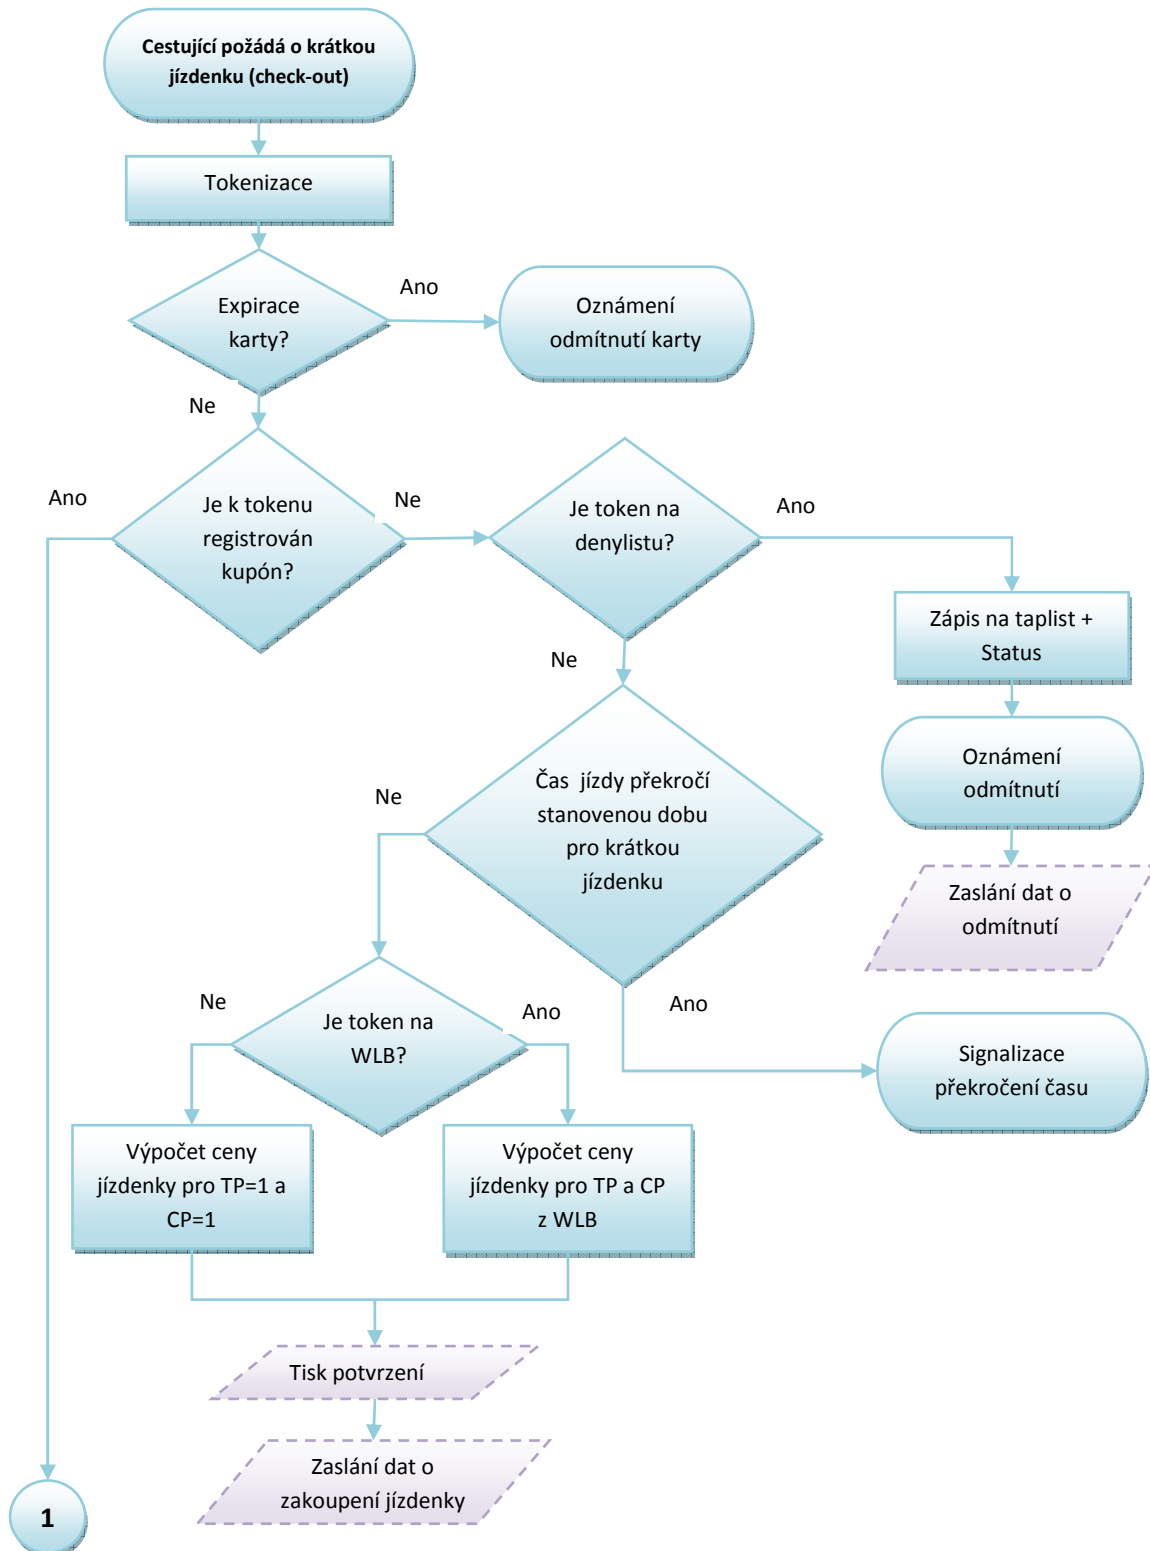 Cestující požádá o krátkou
jízdenku (check-out)
Tokenizace
Expirace
karty?
Ano
Oznámení
odmítnutí karty
Ne
Ano
Je k tokenu
registrován
kupón?
Ne
Je token na
denylistu?
Ano
Zápis na taplist +
Status
Ne
Oznámení
odmítnutí
Čas  jízdy překročí
stanovenou dobu
pro krátkou
jízdenku
Ne
Zaslání dat o
odmítnutí
Ano
Ne
Je token na
WLB?
Ano
Signalizace
překročení času
Výpočet ceny
jízdenky pro TP=1 a
CP=1
Výpočet ceny
jízdenky pro TP a CP
z WLB
Tisk potvrzení
Zaslání dat o
zakoupení jízdenky
1